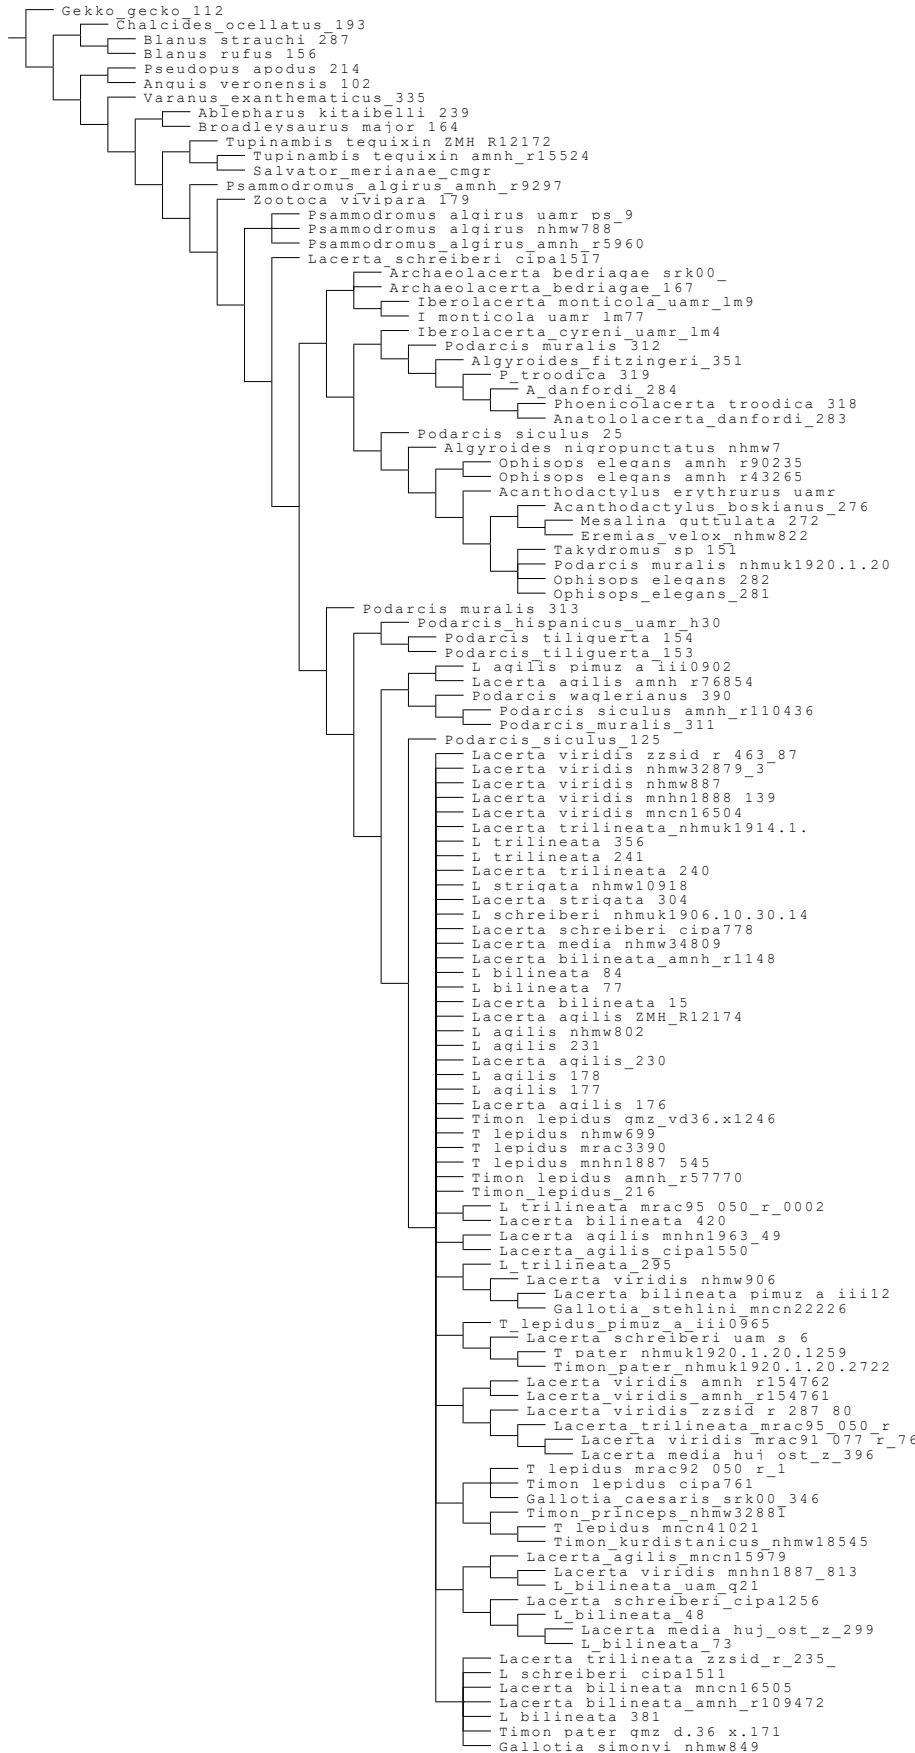 Gekko_gecko_112
Chalcides_ocellatus_193
Blanus_strauchi_287
Blanus_rufus_156
Pseudopus_apodus_214
Anguis_veronensis_102
Varanus_exanthematicus_335
Ablepharus_kitaibelli_239
Broadleysaurus_major_164
Tupinambis_teguixin_ZMH_R12172
Tupinambis_teguixin_amnh_r15524
Salvator_merianae_cmgr
Psammodromus_algirus_amnh_r9297
Zootoca_vivipara_179
Psammodromus_algirus_uamr_ps_9
Psammodromus_algirus_nhmw788
Psammodromus_algirus_amnh_r5960
Lacerta_schreiberi_cipa1517
Archaeolacerta_bedriagae_srk00_
Archaeolacerta_bedriagae_167
Iberolacerta_monticola_uamr_lm9
I_monticola_uamr_lm77
Iberolacerta_cyreni_uamr_lm4
Podarcis_muralis_312
Algyroides_fitzingeri_351
P_troodica_319
A_danfordi_284
Phoenicolacerta_troodica_318
Anatololacerta_danfordi_283
Podarcis_siculus_25
Algyroides_nigropunctatus_nhmw7
Ophisops_elegans_amnh_r90235
Ophisops_elegans_amnh_r43265
Acanthodactylus_erythrurus_uamr
Acanthodactylus_boskianus_276
Mesalina_guttulata_272
Eremias_velox_nhmw822
Takydromus_sp_151
Podarcis_muralis_nhmuk1920.1.20
Ophisops_elegans_282
Ophisops_elegans_281
Podarcis_muralis_313
Podarcis_hispanicus_uamr_h30
Podarcis_tiliguerta_154
Podarcis_tiliguerta_153
L_agilis_pimuz_a_iii0902
Lacerta_agilis_amnh_r76854
Podarcis_waglerianus_390
Podarcis_siculus_amnh_r110436
Podarcis_muralis_311
Podarcis_siculus_125
Lacerta_viridis_zzsid_r_463_87
Lacerta_viridis_nhmw32879_3
Lacerta_viridis_nhmw887
Lacerta_viridis_mnhn1888_139
Lacerta_viridis_mncn16504
Lacerta_trilineata_nhmuk1914.1.
L_trilineata_356
L_trilineata_241
Lacerta_trilineata_240
L_strigata_nhmw10918
Lacerta_strigata_304
L_schreiberi_nhmuk1906.10.30.14
Lacerta_schreiberi_cipa778
Lacerta_media_nhmw34809
Lacerta_bilineata_amnh_r1148
L_bilineata_84
L_bilineata_77
Lacerta_bilineata_15
Lacerta_agilis_ZMH_R12174
L_agilis_nhmw802
L_agilis_231
Lacerta_agilis_230
L_agilis_178
L_agilis_177
Lacerta_agilis_176
Timon_lepidus_gmz_vd36.x1246
T_lepidus_nhmw699
T_lepidus_mrac3390
T_lepidus_mnhn1887_545
Timon_lepidus_amnh_r57770
Timon_lepidus_216
L_trilineata_mrac95_050_r_0002
Lacerta_bilineata_420
Lacerta_agilis_mnhn1963_49
Lacerta_agilis_cipa1550
L_trilineata_295
Lacerta_viridis_nhmw906
Lacerta_bilineata_pimuz_a_iii12
Gallotia_stehlini_mncn22226
T_lepidus_pimuz_a_iii0965
Lacerta_schreiberi_uam_s_6
T_pater_nhmuk1920.1.20.1259
Timon_pater_nhmuk1920.1.20.2722
Lacerta_viridis_amnh_r154762
Lacerta_viridis_amnh_r154761
Lacerta_viridis_zzsid_r_287_80
Lacerta_trilineata_mrac95_050_r
Lacerta_viridis_mrac91_077_r_76
Lacerta_media_huj_ost_z_396
T_lepidus_mrac92_050_r_1
Timon_lepidus_cipa761
Gallotia_caesaris_srk00_346
Timon_princeps_nhmw32881
T_lepidus_mncn41021
Timon_kurdistanicus_nhmw18545
Lacerta_agilis_mncn15979
Lacerta_viridis_mnhn1887_813
L_bilineata_uam_q21
Lacerta_schreiberi_cipa1256
L_bilineata_48
Lacerta_media_huj_ost_z_299
L_bilineata_73
Lacerta_trilineata_zzsid_r_235_
L_schreiberi_cipa1511
Lacerta_bilineata_mncn16505
Lacerta_bilineata_amnh_r109472
L_bilineata_381
Timon_pater_gmz_d.36_x.171
Gallotia_simonyi_nhmw849